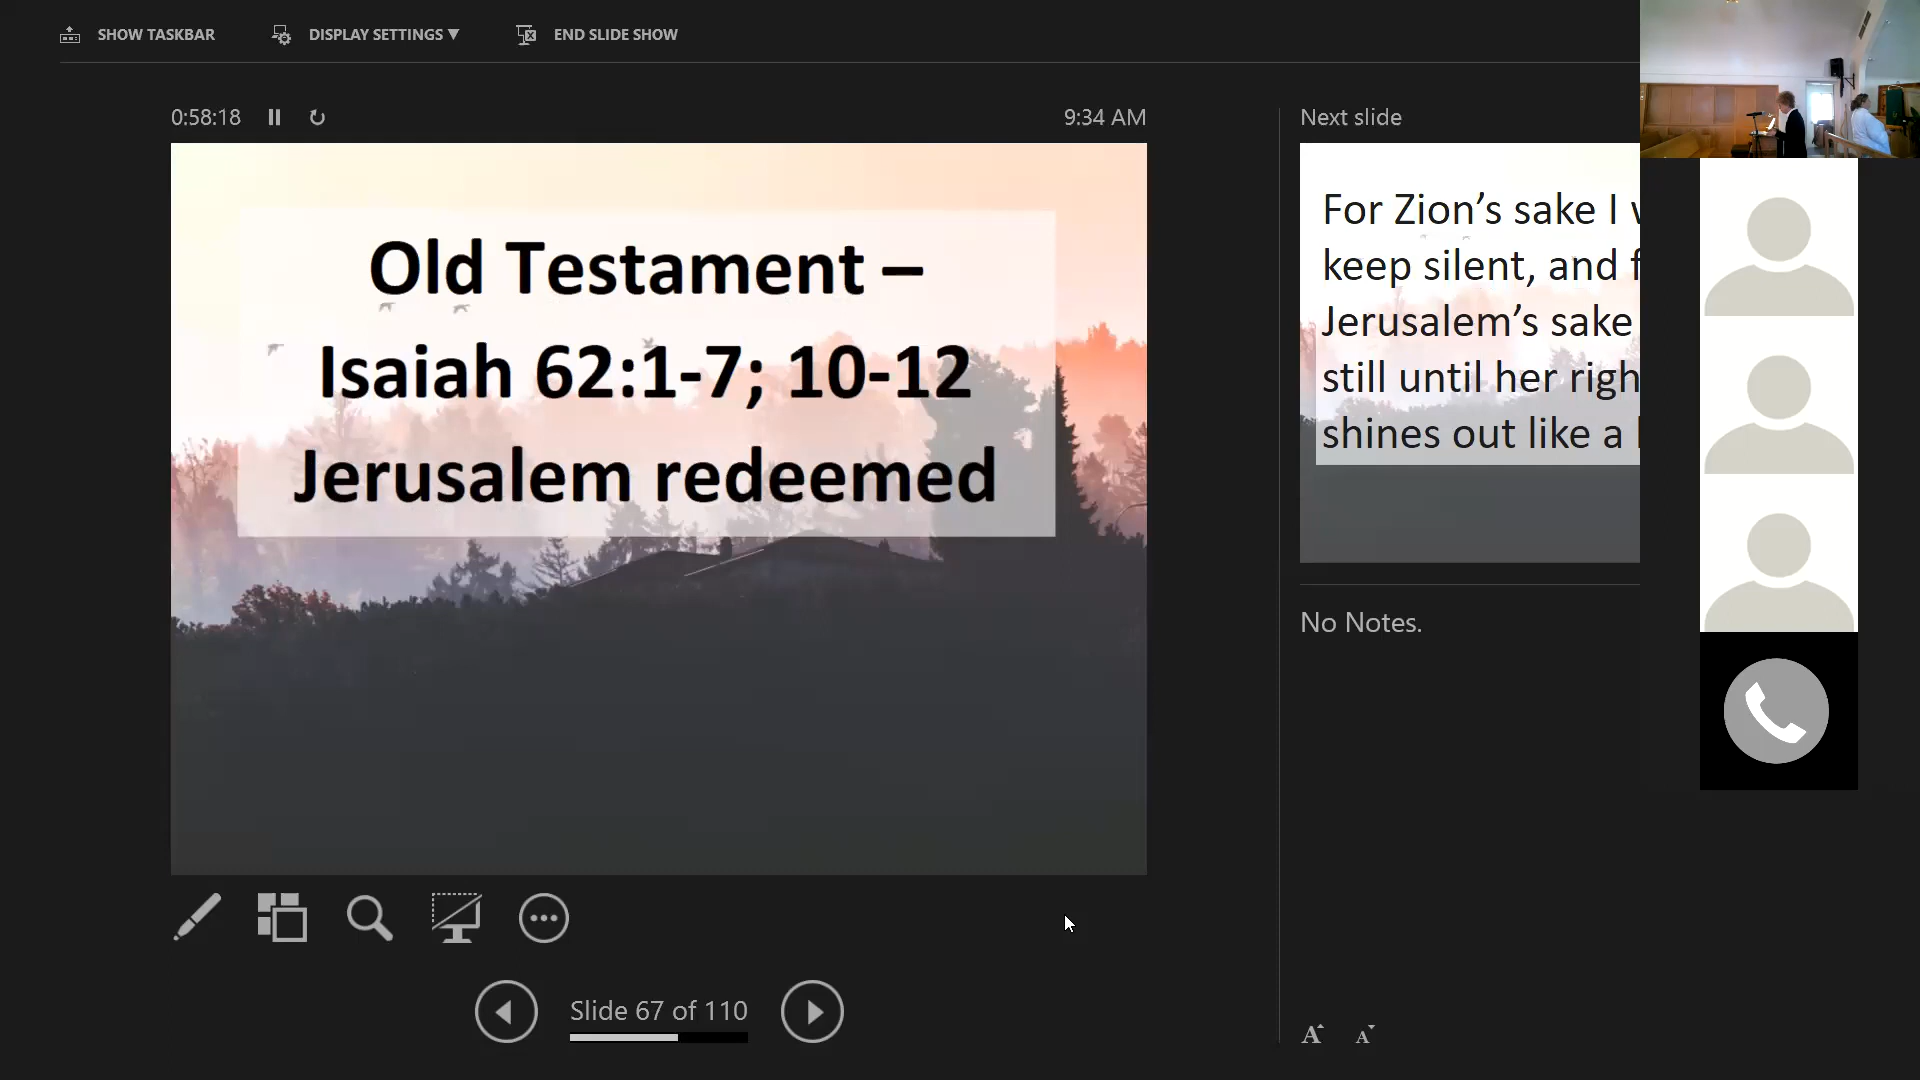 SHOW TASKBAR
DISPLAY SETTINGS ▼
END SLIDE SHOW
0:58:18
9:34 AM
Old Testament –
Isaiah 62:1-7; 10-12
Jerusalem redeemed
Slide 67 of 110
Next slide
For Zion’s sake I
keep silent, and
Jerusalem’s sake
still until her
shines out like a
No Notes.
A
A